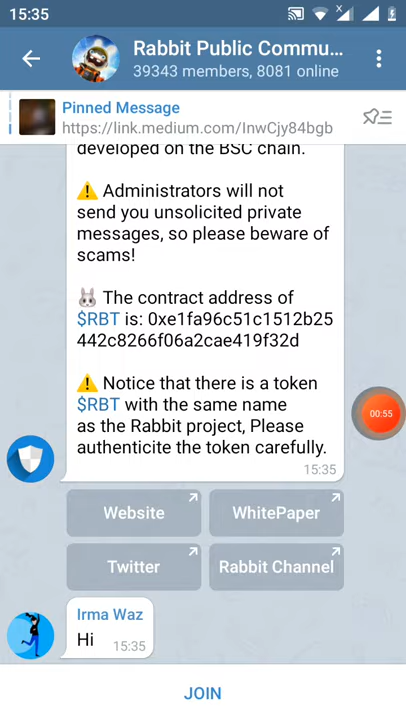 15:35
Rabbit Public Commu...
39343 members, 8081 online
Pinned Message
https://link.medium.com/InwCjy84bgb
developed on the BSC chain.
⚠️ Administrators will not
send you unsolicited private
messages, so please beware of
scams!
🐰 The contract address of
$RBT is: 0xe1fa96c51c1512b25
442c8266f06a2cae419f32d
⚠️ Notice that there is a token
$RBT with the same name
as the Rabbit project, Please
authenticite the token carefully.
15:35
00:55
Website
WhitePaper
Twitter
Rabbit Channel
Irma Waz
Hi
15:35
JOIN